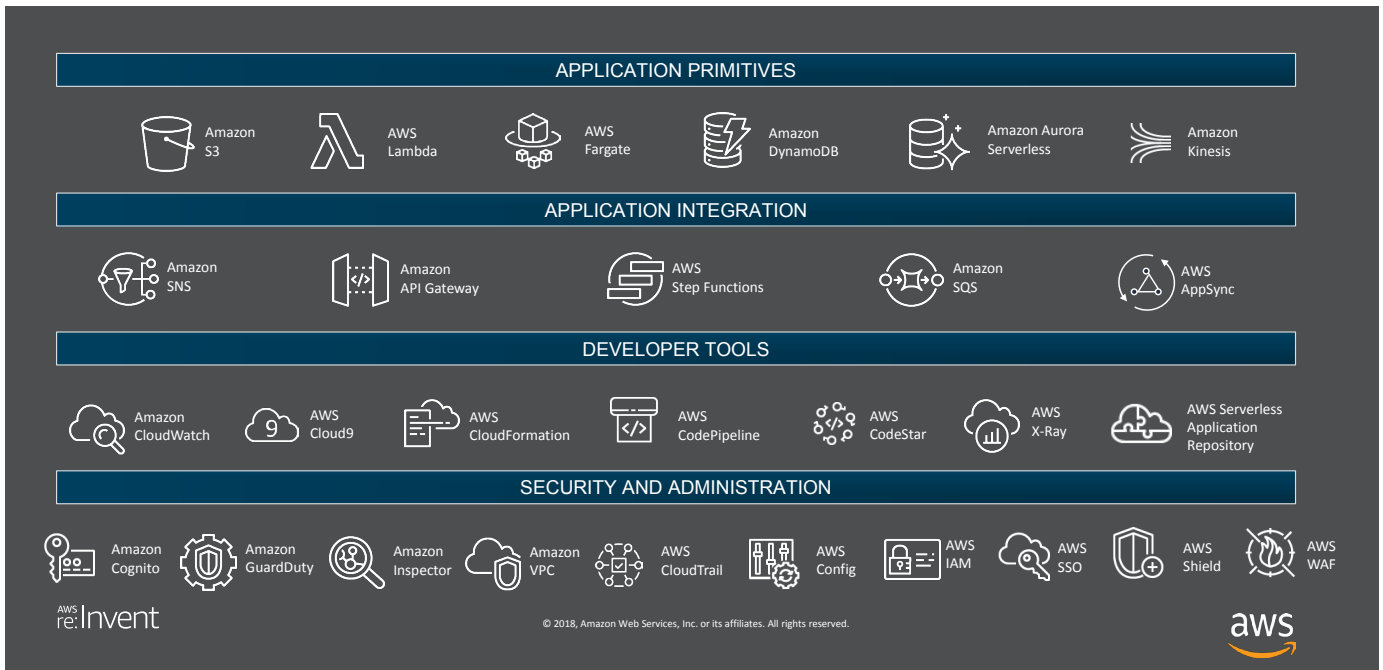 APPLICATION PRIMITIVES
Amazon
S3
AWS
Lambda
AWS
Fargate
Amazon
DynamoDB
Amazon Aurora
Serverless
Amazon
Kinesis
APPLICATION INTEGRATION
Amazon
SNS
</>
Amazon
API Gateway
AWS
Step Functions
Amazon
SQS
AWS
AppSync
DEVELOPER TOOLS
Amazon
CloudWatch
9
AWS
Cloud9
AWS
CloudFormation
</>
AWS
CodePipeline
</>
AWS
CodeStar
AWS
X-Ray
AWS Serverless
Application
Repository
SECURITY AND ADMINISTRATION
Amazon
Cognito
Amazon
GuardDuty
Amazon
Inspector
Amazon
VPC
AWS
CloudTrail
AWS
Config
AWS
IAM
AWS
SSO
AWS
Shield
AWS
WAF
AWS
re:Invent
© 2018, Amazon Web Services, Inc. or its affiliates. All rights reserved.
aws